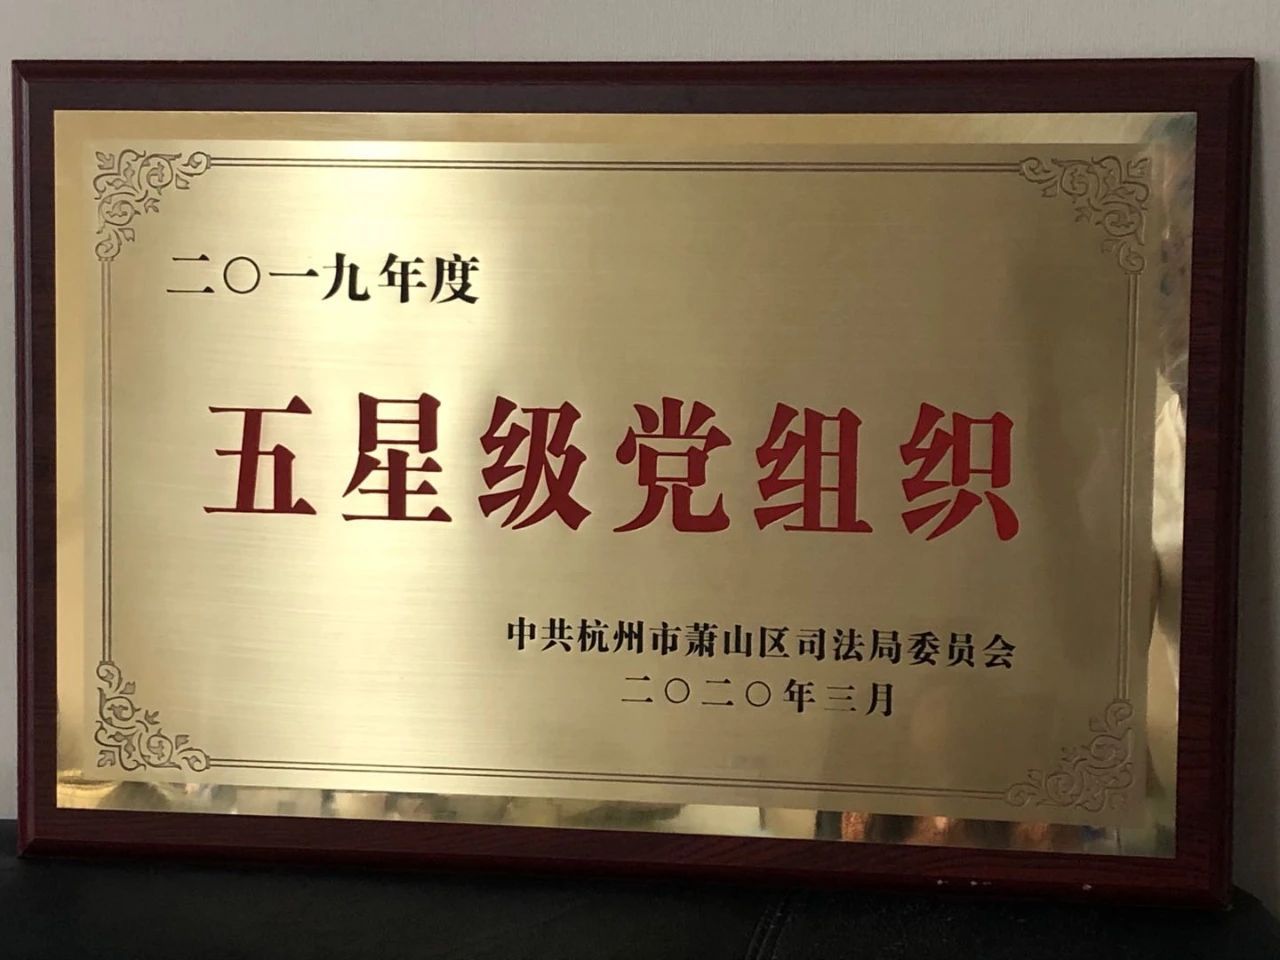 二〇一九年度
五星级党组织
中共杭州市萧山区司法局委员会
二〇二〇年三月